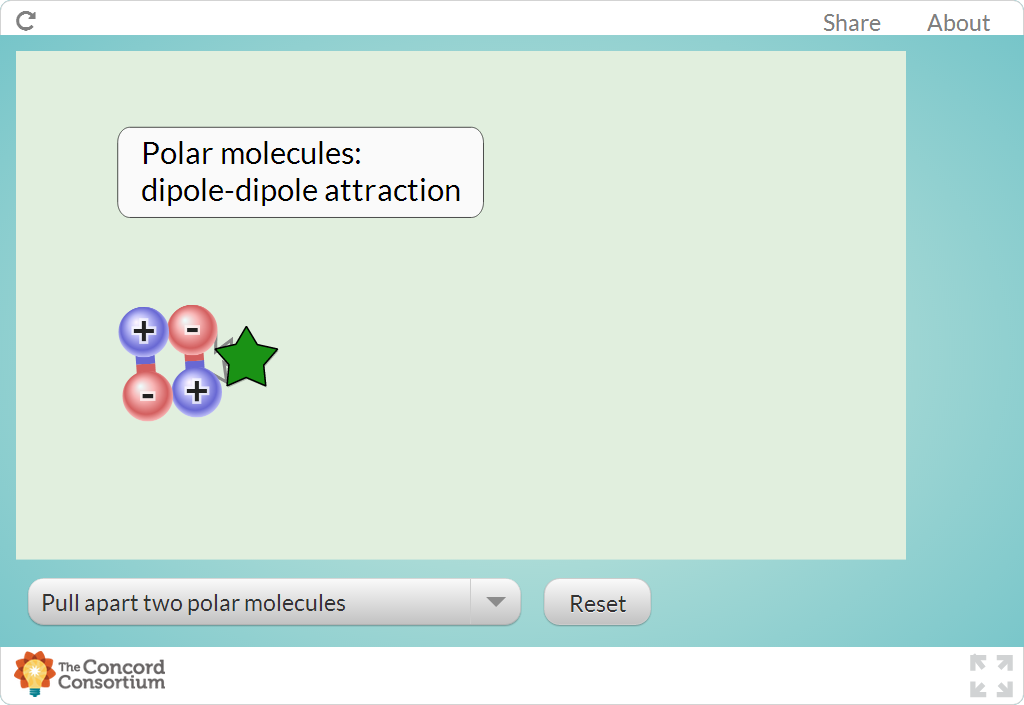 Share About
Polar molecules:
dipole-dipole attraction
+ -
- +
Pull apart two polar molecules
Reset
The Concord
Consortium